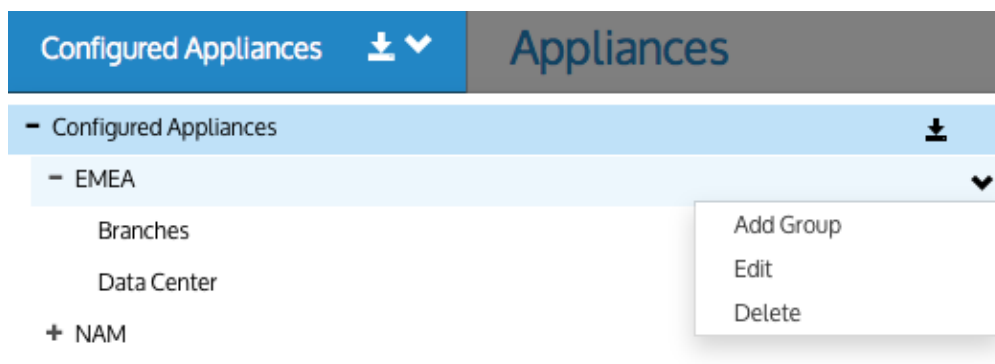 Configured Appliances
Appliances
Configured Appliances
EMEA
Branches
Data Center
NAM
Add Group
Edit
Delete